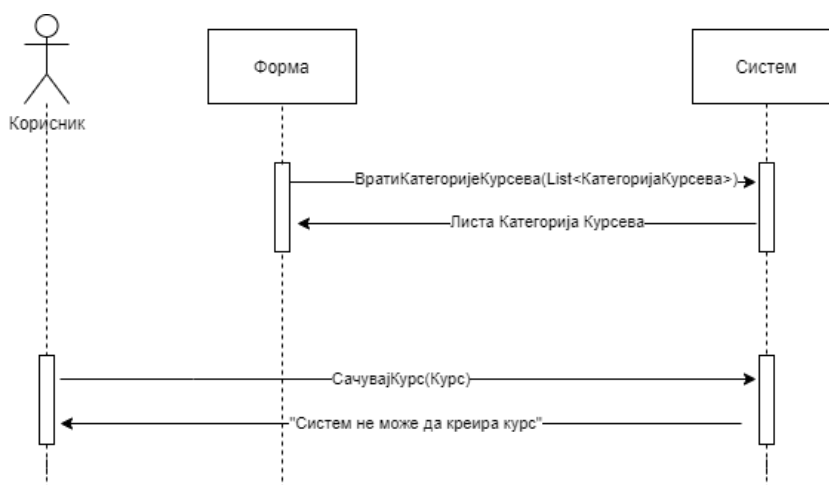 Форма
Систем
Корисник
ВратиКатегоријеКурсева(List<КатегоријаКурсева>)
Листа Категорија Курсева
СачувајКурс(Курс)
"Систем не може да креира курс"